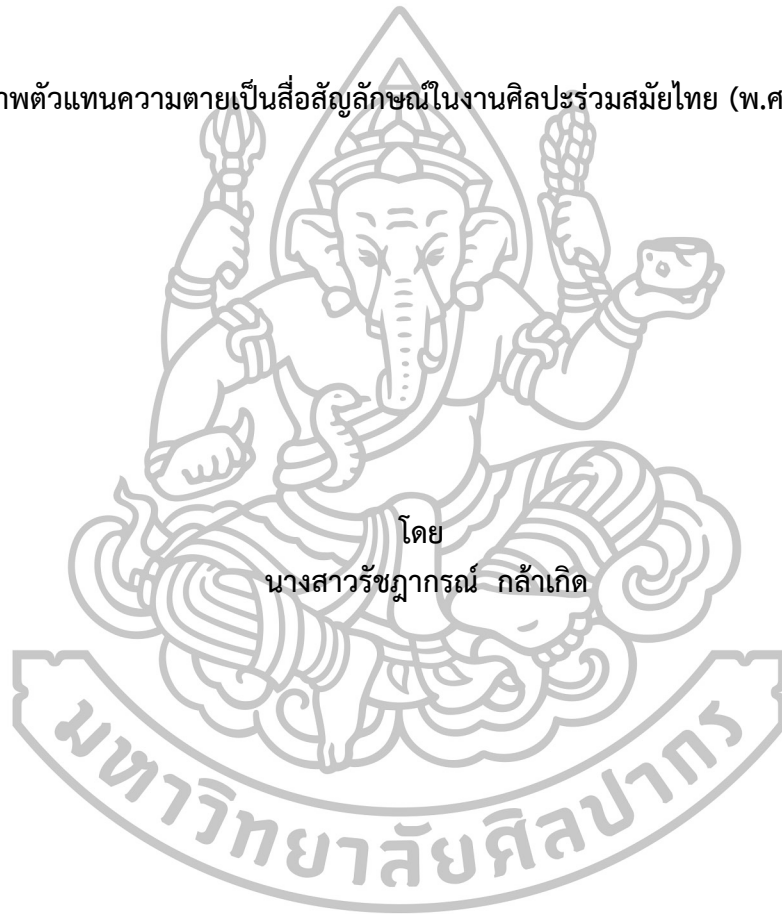 าพตัวแทนความตายเป็นสื่อสัญลักษณ์ในงานศิลปะร่วมสมัยไทย (พ.ศ
โดย
นางสาวรัชฎากรณ์ กล้าเกิด
มหาวิทยาลัยศิลปากร